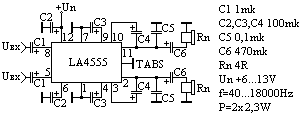 +Un
C2 C3 C4 C5
12 7 9 10 C6
Uвх C1 8 Rn
LA4555 11 TABS
Uвх C1 5
6 1 4 3 2 C6
C2 C3 C4 C5 Rn
C1 1mk
C2,C3,C4 100mk
C5 0,1mk
C6 470mk
Rn 4R
Un +6...13V
f=40...18000Hz
P=2x2,3W